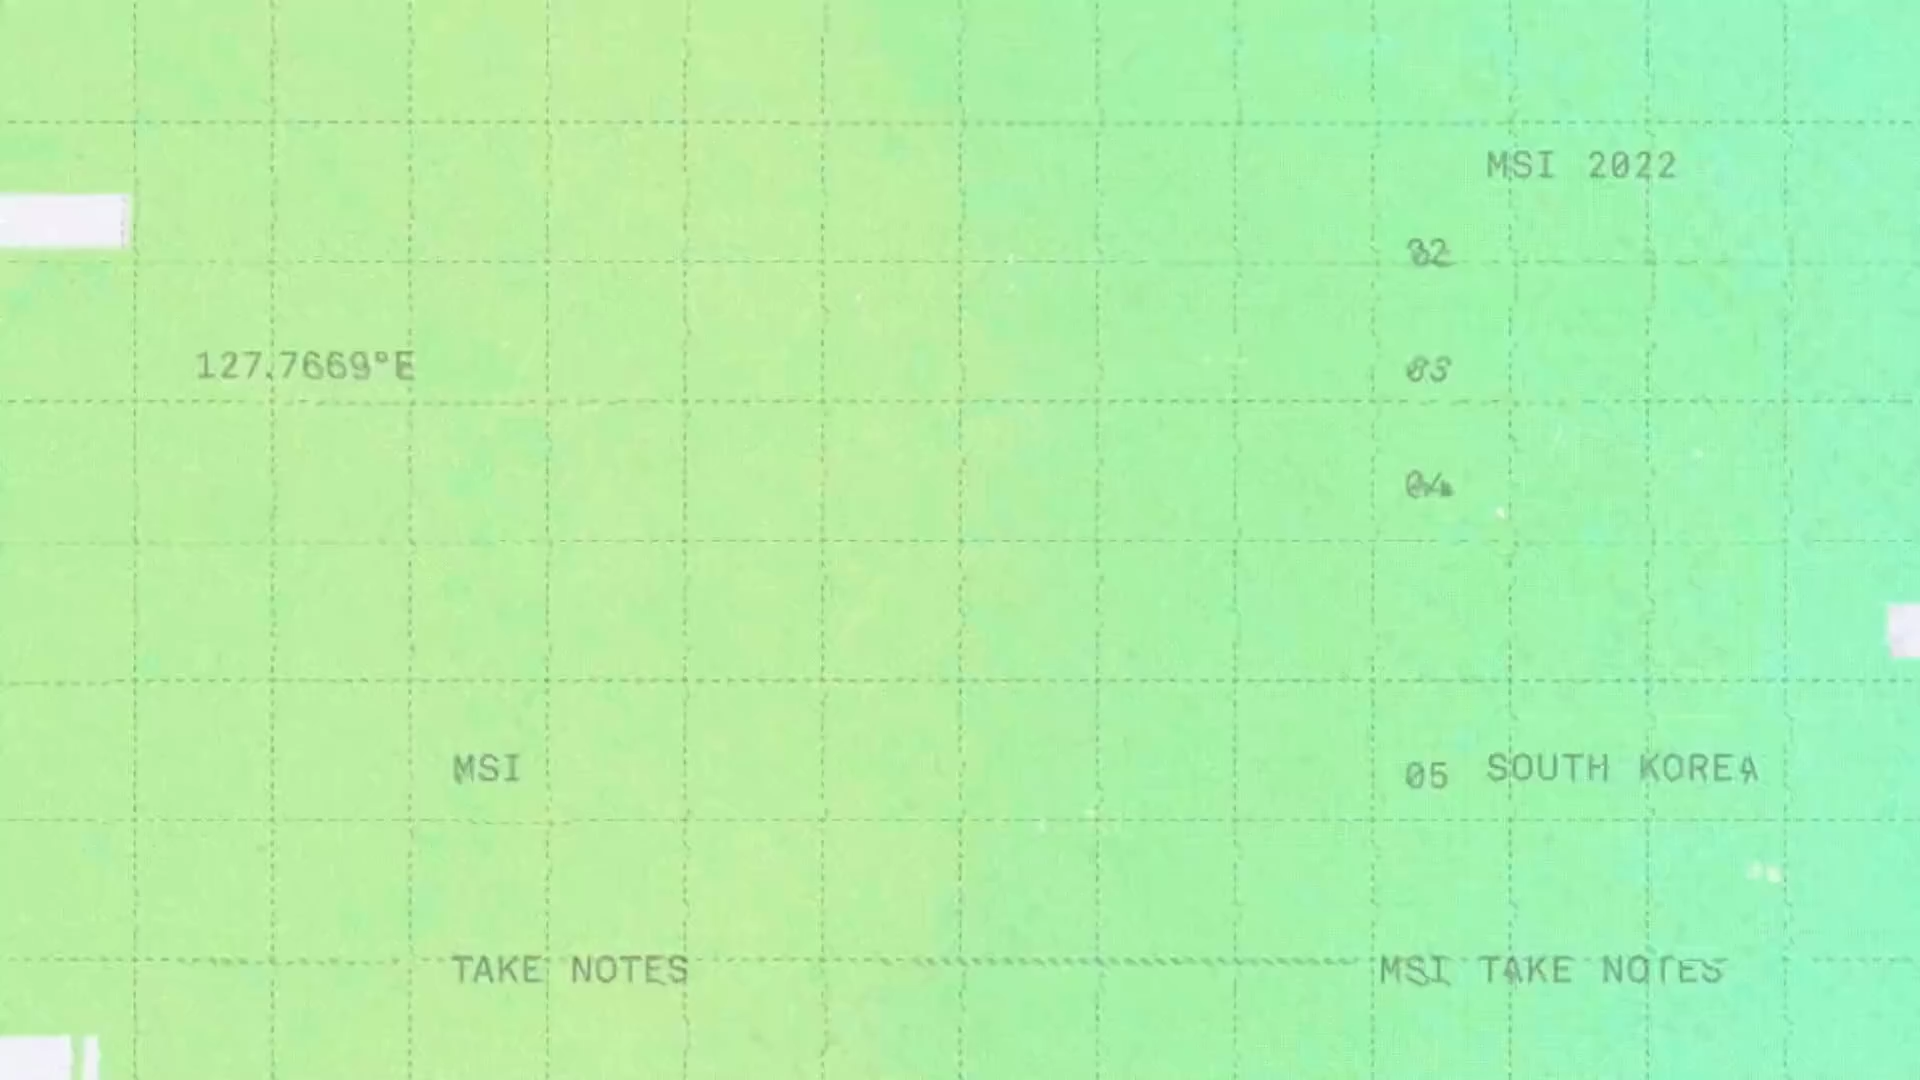 MSI 2022
02
127.7669°E
03
04
MSI
05 SOUTH KOREA
TAKE NOTES
MSI TAKE NOTES